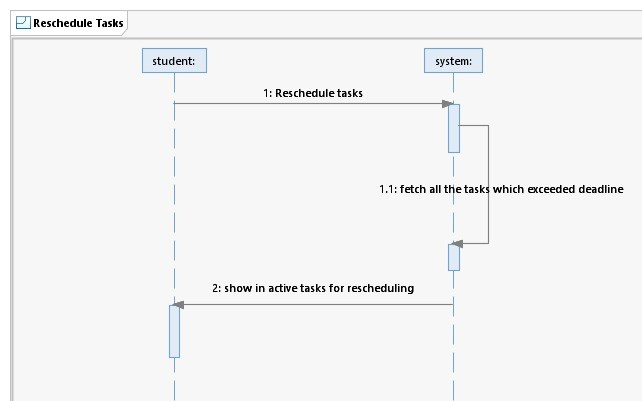 Reschedule Tasks
student:
system:
1: Reschedule tasks
1.1: fetch all the tasks which exceeded deadline
2: show in active tasks for rescheduling